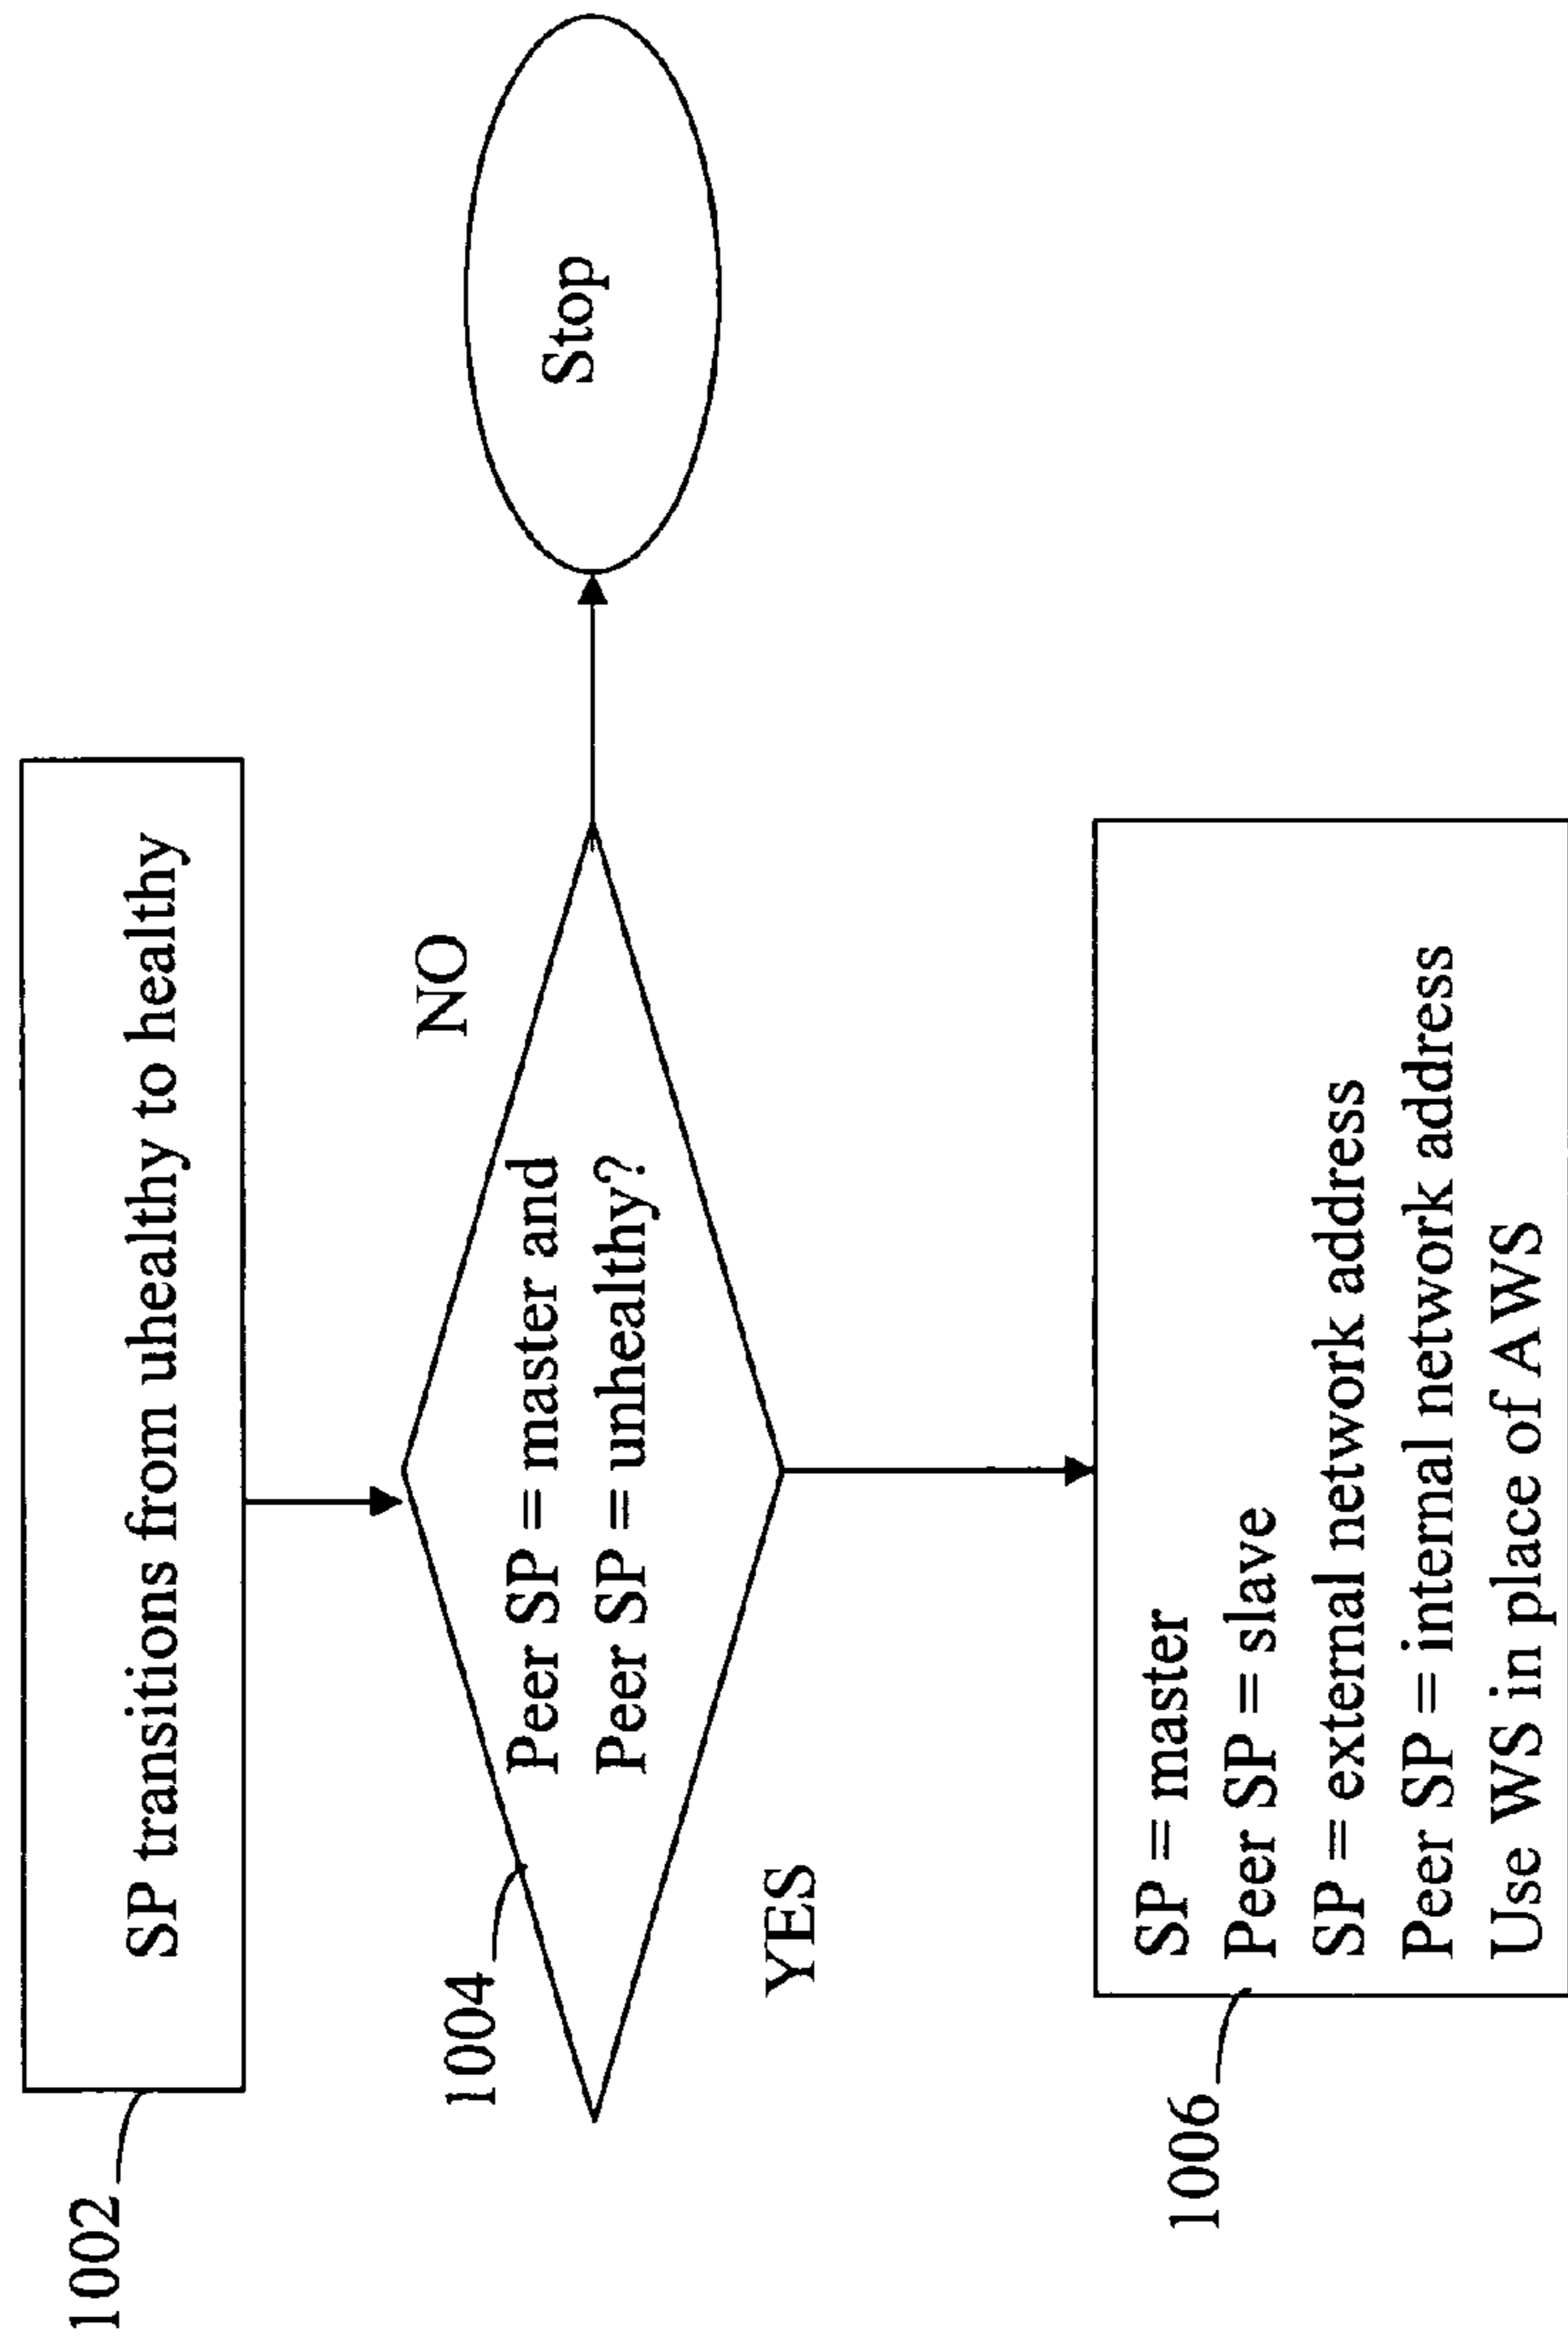 1002
SP transitions from uhealthy to healthy
1004
Peer SP = master and
Peer SP = unhealthy?
NO
Stop
YES
1006
SP = master
Peer SP = slave
SP = external network address
Peer SP = internal network address
Use WS in place of AWS